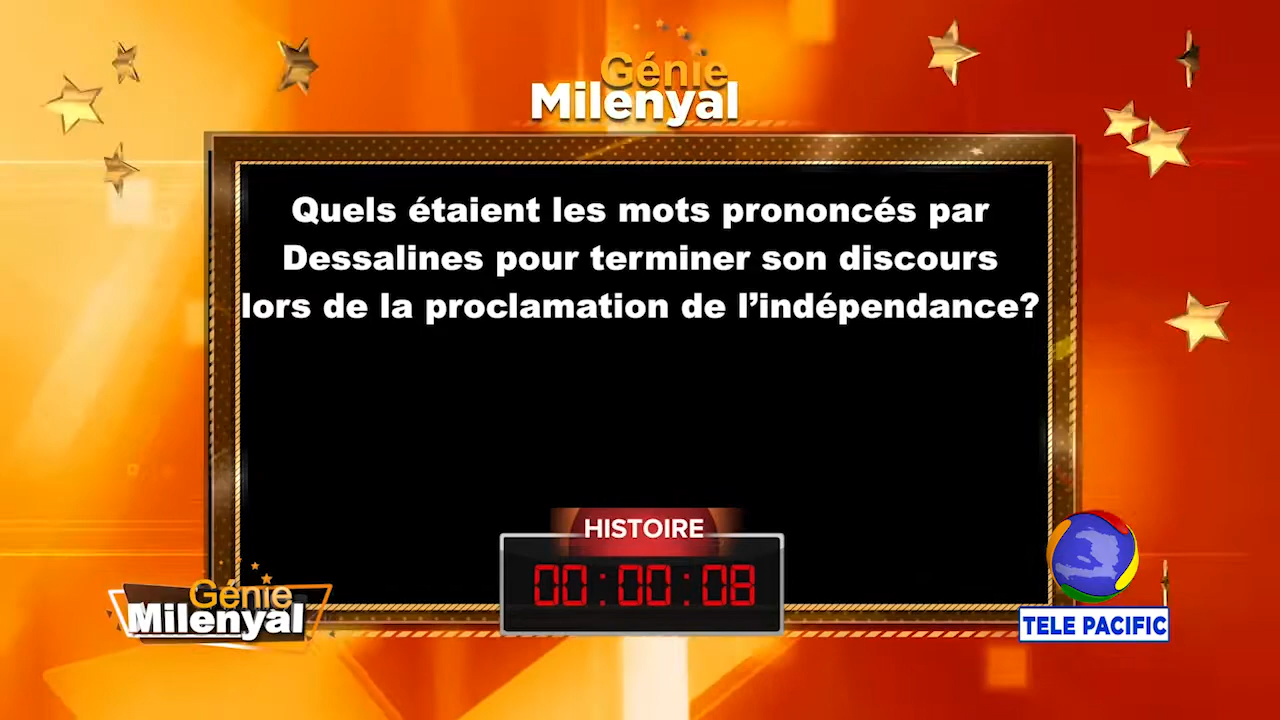 Génie
Milenyal
Quels étaient les mots prononcés par
Dessalines pour terminer son discours
lors de la proclamation de l’indépendance?
HISTOIRE
00:00:08
Génie
Milenyal
TELE PACIFIC